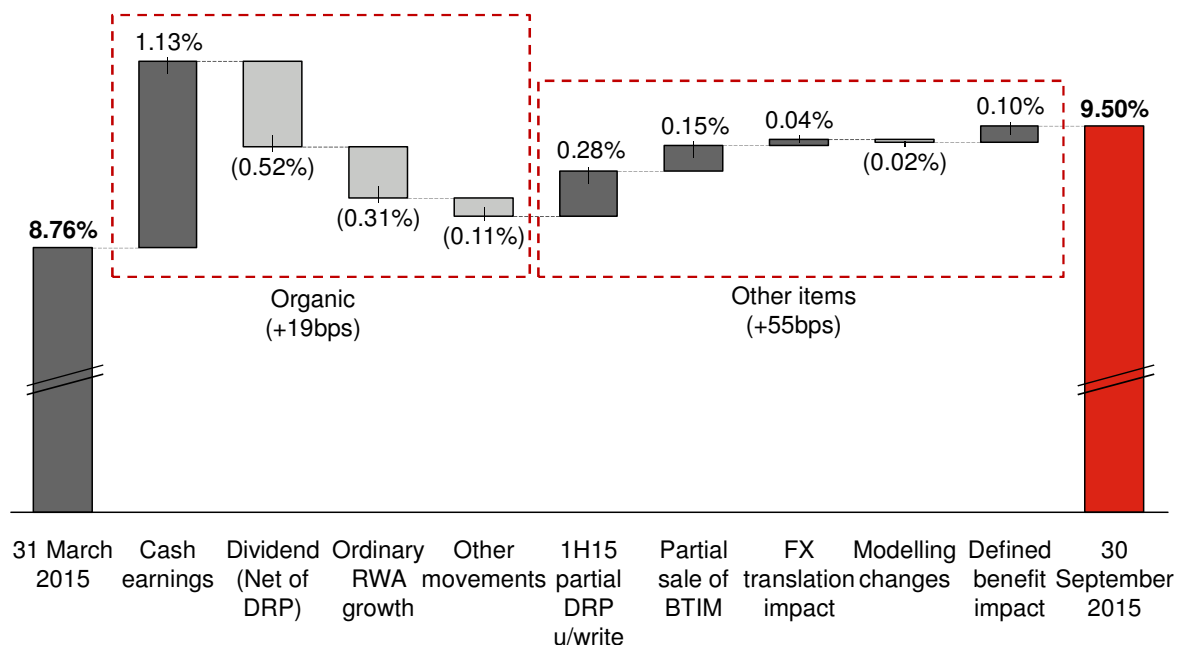 1.13%
(0.52%)
(0.31%)
(0.11%)
8.76%
0.28%
0.15%
0.04%
(0.02%)
0.10%
9.50%
Organic
(+19bps)
Other items
(+55bps)
31 March
2015
Cash
earnings
Dividend
(Net of
DRP)
Ordinary
RWA
growth
Other
movements
1H15
partial
DRP
u/write
Partial
sale of
BTIM
FX
translation
impact
Modelling
changes
Defined
benefit
impact
30
September
2015